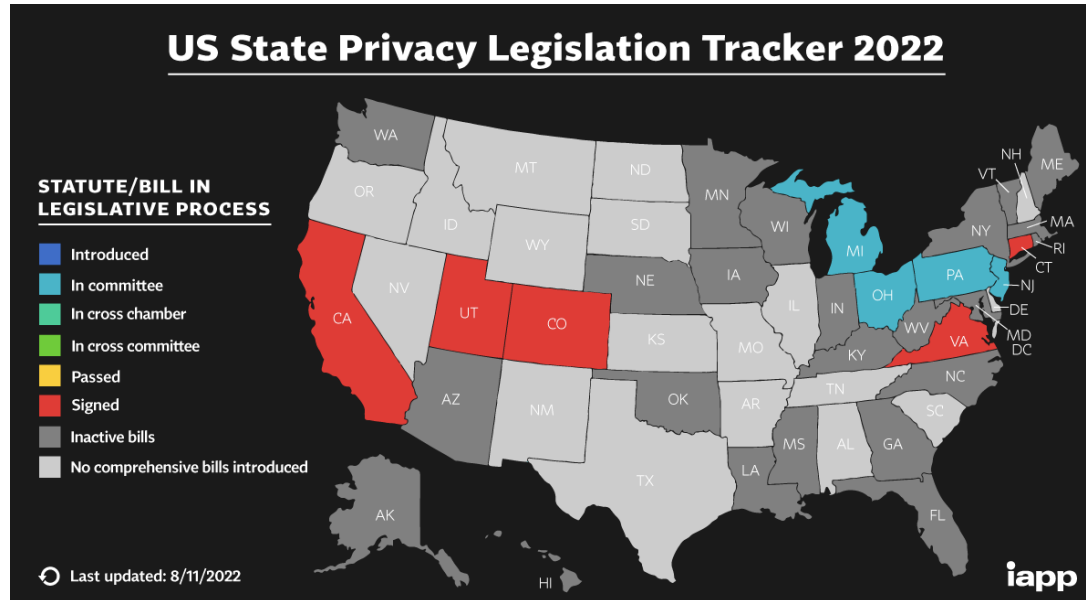 US State Privacy Legislation Tracker 2022
STATUTE/BILL IN
LEGISLATIVE PROCESS
Introduced
In committee
In cross chamber
In cross committee
Passed
Signed
Inactive bills
No comprehensive bills introduced
WA
MT
ND
MN
OR
ID
SD
WI
WY
MI
NH
ME
VT
NY
MA
RI
CT
NV
NE
IA
PA
NJ
CA
UT
CO
IL
IN
OH
DE
KS
MO
WV
VA
MD
DC
KY
AZ
NM
OK
AR
TN
NC
SC
TX
LA
MS
AL
GA
AK
FL
HI
Last updated: 8/11/2022
iapp